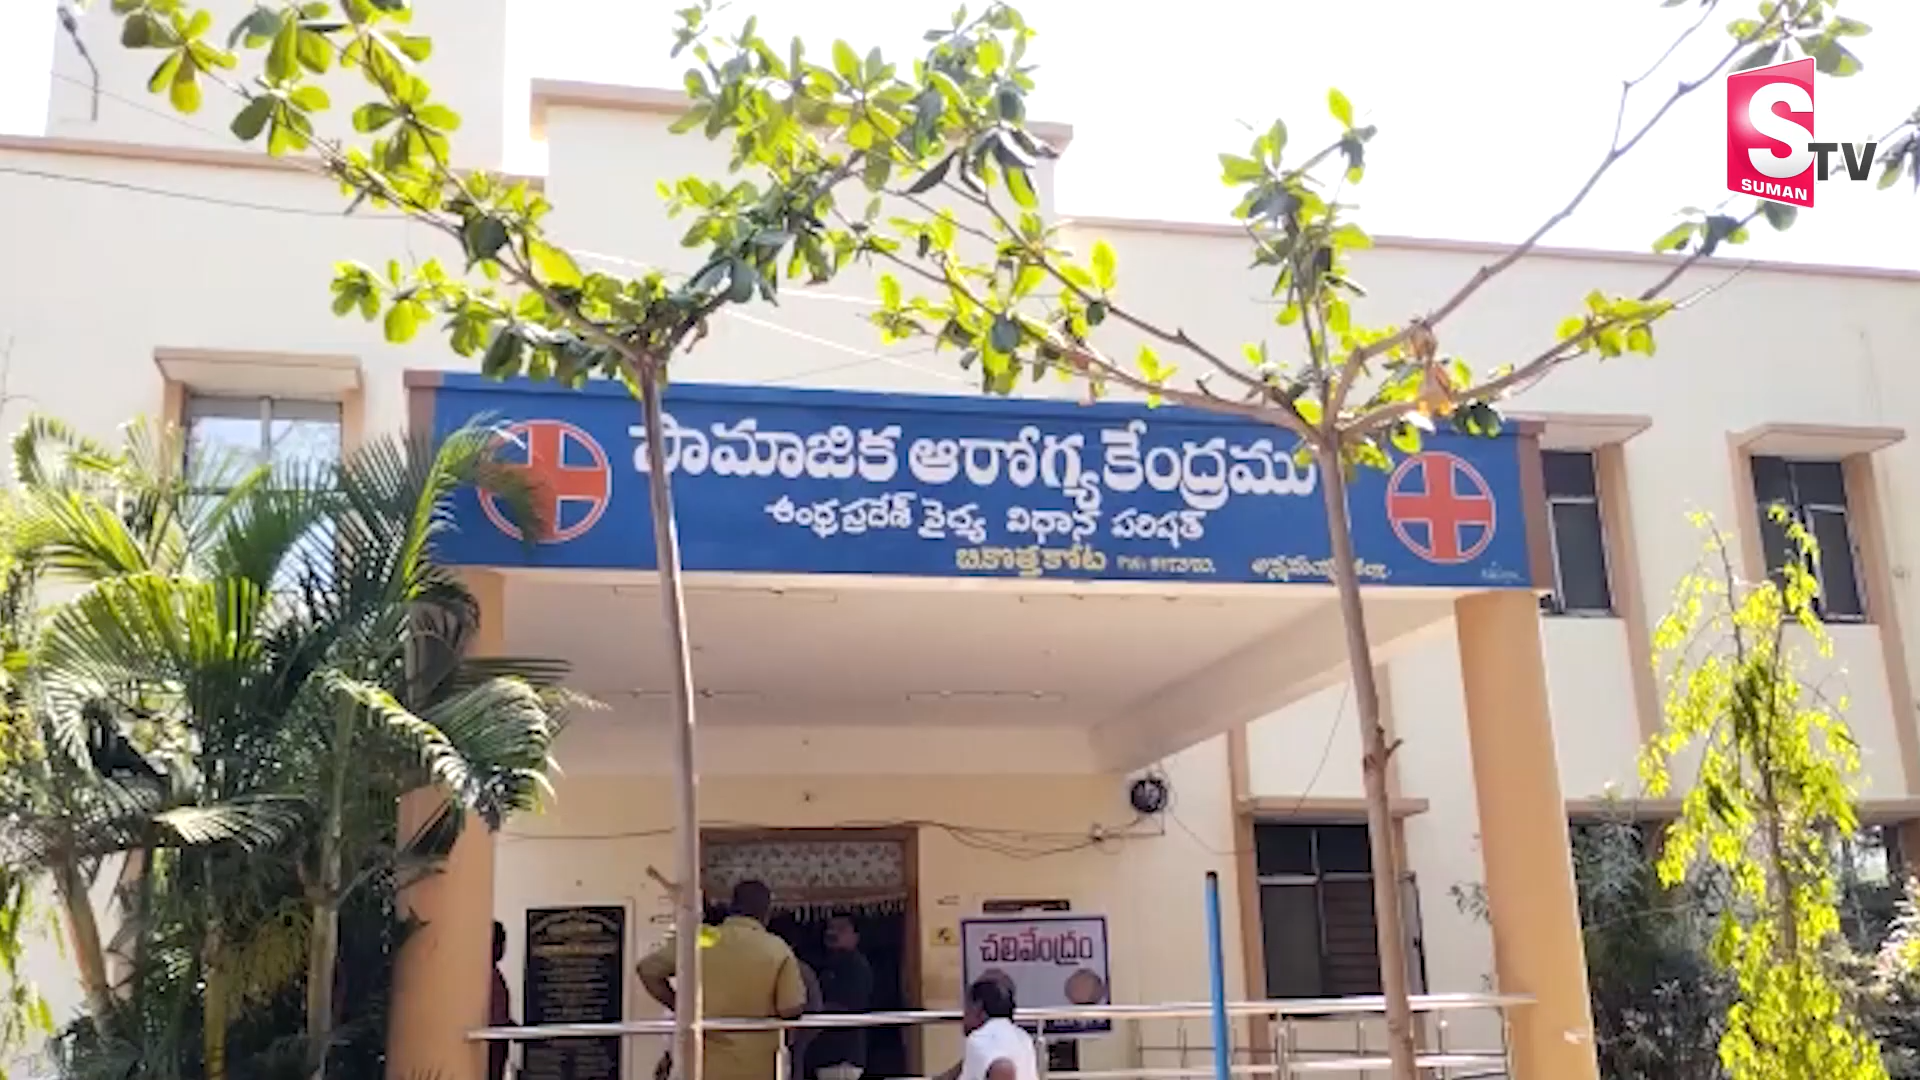 S TV
SUMAN
సామాజిక ఆరోగ్య కేంద్రము
ఆంధ్రప్రదేశ్ వైద్య విధాన పరిషత్
బి.కొత్తకోట
చలివేంద్రం